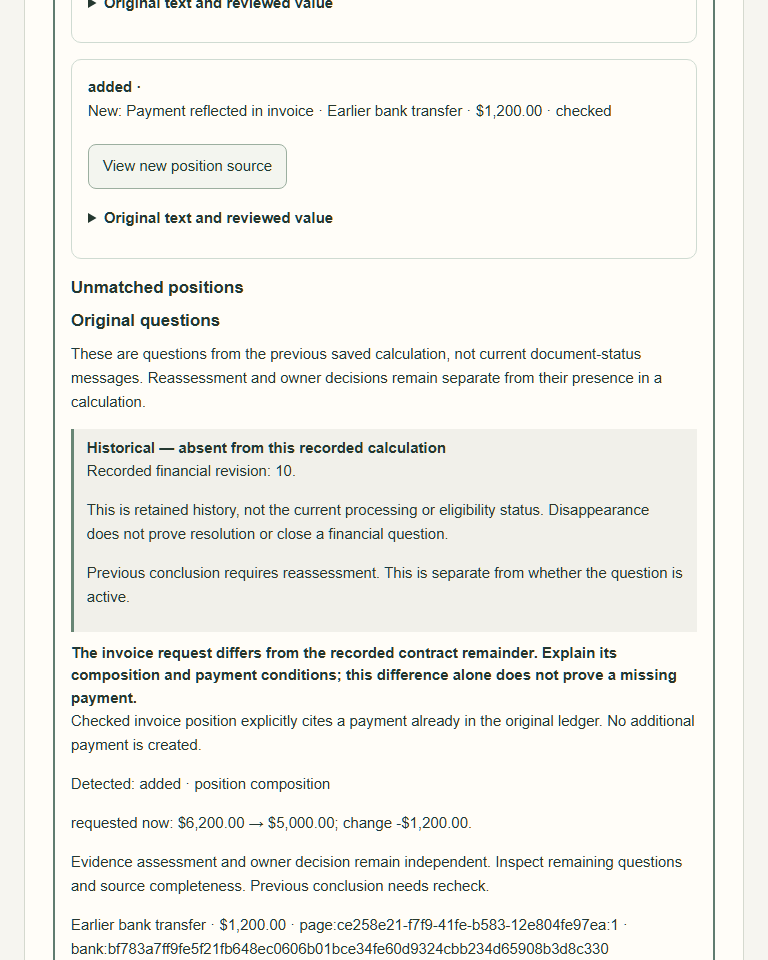 ▶ Original text and reviewed value
added ·
New: Payment reflected in invoice · Earlier bank transfer · $1,200.00 · checked
View new position source
▶ Original text and reviewed value
Unmatched positions
Original questions
These are questions from the previous saved calculation, not current document-status
messages. Reassessment and owner decisions remain separate from their presence in a
calculation.
Historical — absent from this recorded calculation
Recorded financial revision: 10.
This is retained history, not the current processing or eligibility status. Disappearance
does not prove resolution or close a financial question.
Previous conclusion requires reassessment. This is separate from whether the question is
active.
The invoice request differs from the recorded contract remainder. Explain its
composition and payment conditions; this difference alone does not prove a missing
payment.
Checked invoice position explicitly cites a payment already in the original ledger. No additional
payment is created.
Detected: added · position composition
requested now: $6,200.00 → $5,000.00; change -$1,200.00.
Evidence assessment and owner decision remain independent. Inspect remaining questions
and source completeness. Previous conclusion needs recheck.
Earlier bank transfer · $1,200.00 · page:ce258e21-f7f9-41fe-b583-12e804fe97ea:1 ·
bank:bf783a7ff9fe5f21fb648ec0606b01bce34fe60d9324cbb234d65908b3d8c330